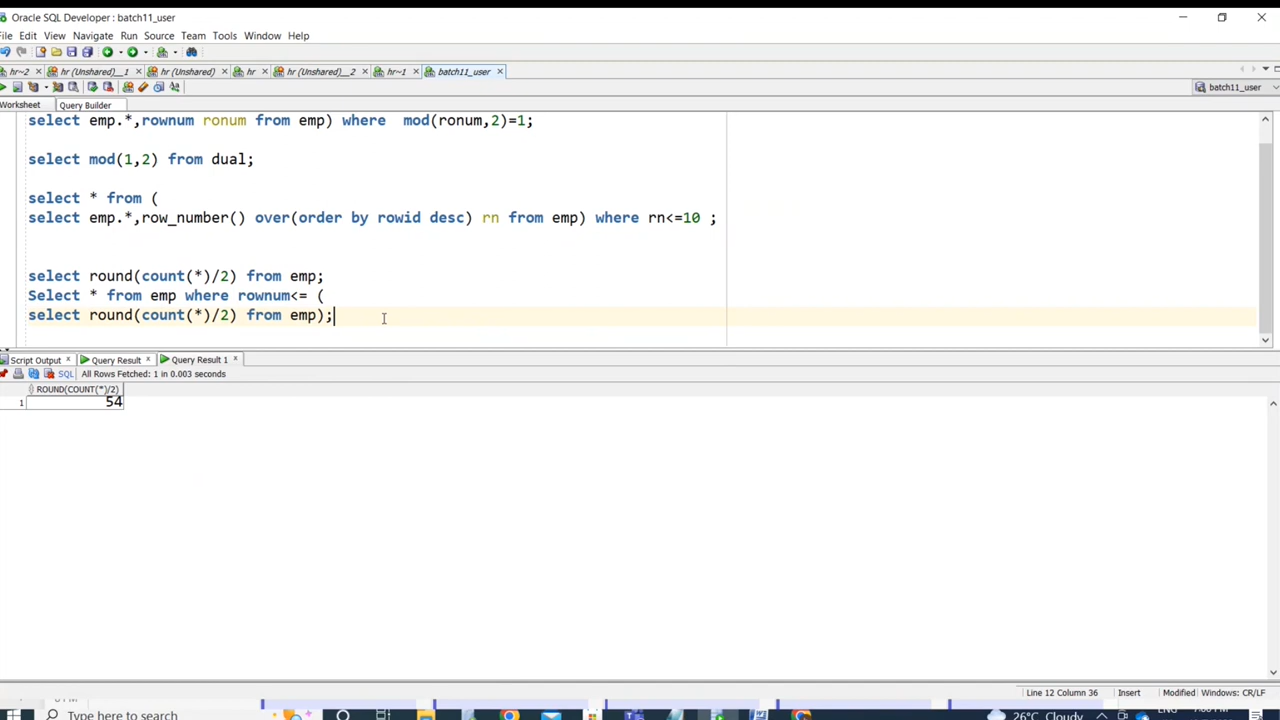 Oracle SQL Developer : batch11_user
File Edit View Navigate Run Source Team Tools Window Help
hr~2 hr (Unshared)__1 hr (Unshared) hr hr (Unshared)__2 hr~1 batch11_user
batch11_user
Worksheet Query Builder
select emp.*,rownum ronum from emp) where mod(ronum,2)=1;
select mod(1,2) from dual;
select * from (
select emp.*,row_number() over(order by rowid desc) rn from emp) where rn<=10 ;
select round(count(*)/2) from emp;
Select * from emp where rownum<= (
select round(count(*)/2) from emp);
Script Output Query Result Query Result 1
SQL All Rows Fetched: 1 in 0.003 seconds
ROUND(COUNT(*)/2)
1 54
Line 12 Column 36 Insert Modified Windows: CR/LF
Type here to search 26°C Cloudy ENG